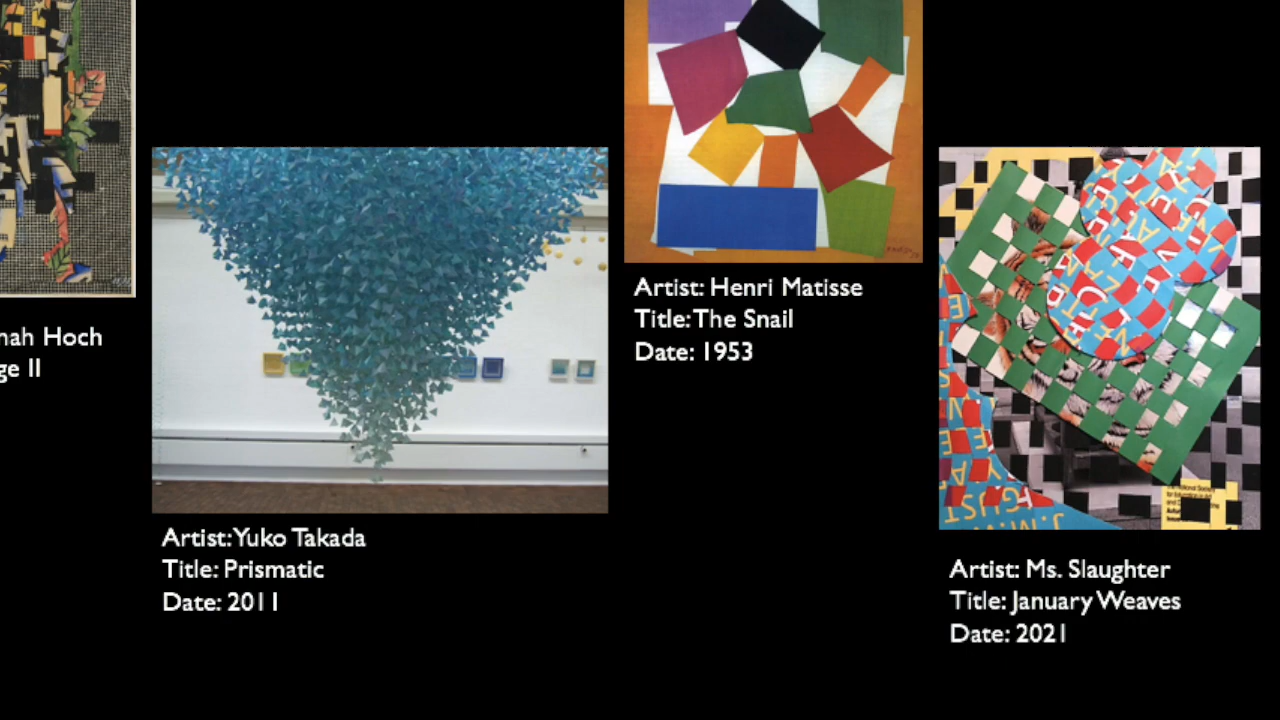 nah Hoch
ge II
Artist:Yuko Takada
Title: Prismatic
Date: 2011
Artist: Henri Matisse
Title:The Snail
Date: 1953
Artist: Ms. Slaughter
Title: January Weaves
Date: 2021